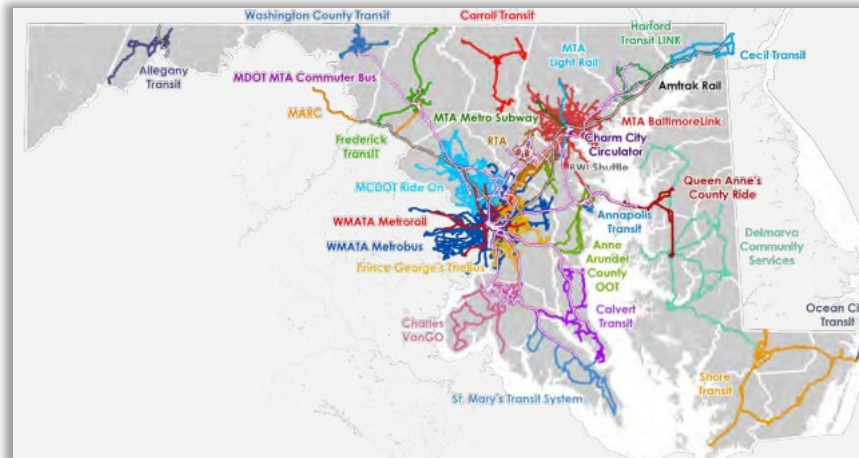 Washington County Transit
Carroll Transit
Harford
Transit LINK
MTA
Light Rail
Cecil Transit
Allegany
Transit
MDOT MTA Commuter Bus
Amtrak Rail
MARC
MTA Metro Subway
MTA BaltimoreLink
Frederick
TransIT
RTA
Charm City
Circulator
BWI Shuttle
MCDOT Ride On
Queen Anne's
County Ride
WMATA Metrorail
Annapolis
Transit
WMATA Metrobus
Delmarva
Community
Services
Prince George's TheBus
Anne
Arundel
County
OOT
Ocean Ci
Transit
Charles
VanGO
Calvert
Transit
St. Mary's Transit System
Shore
Transit